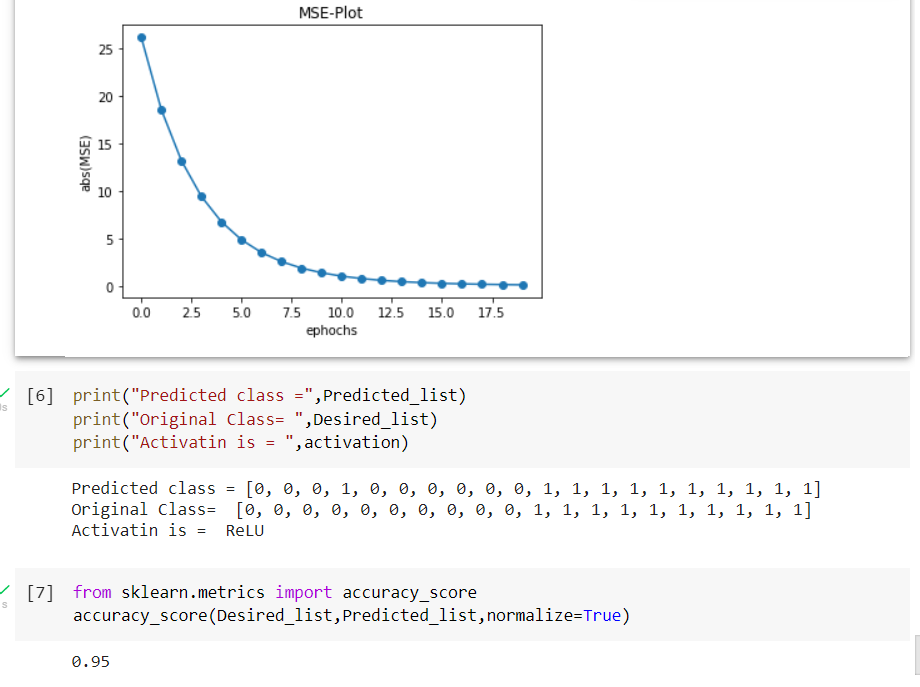 MSE-Plot
25
20
15
10
5
0
abs(MSE)
0.0 2.5 5.0 7.5 10.0 12.5 15.0 17.5
ephochs
[6] print("Predicted class =",Predicted_list)
s
print("Original Class= ",Desired_list)
print("Activatin is = ",activation)
Predicted class = [0, 0, 0, 1, 0, 0, 0, 0, 0, 0, 1, 1, 1, 1, 1, 1, 1, 1, 1, 1]
Original Class=  [0, 0, 0, 0, 0, 0, 0, 0, 0, 0, 1, 1, 1, 1, 1, 1, 1, 1, 1, 1]
Activatin is =  ReLU
[7] from sklearn.metrics import accuracy_score
s
accuracy_score(Desired_list,Predicted_list,normalize=True)
0.95